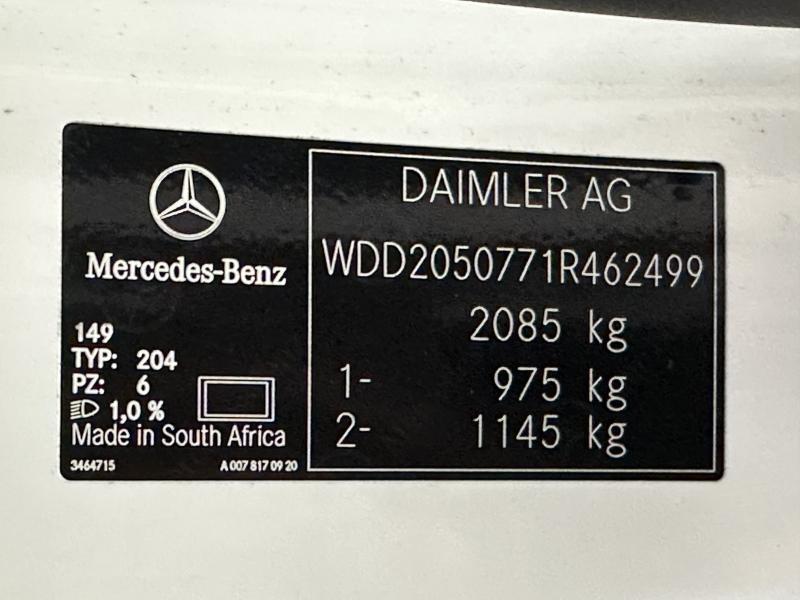 Mercedes-Benz
149
TYP: 204
PZ: 6
1,0 %
Made in South Africa
3464715 A 007 817 09 20
DAIMLER AG
WDD2050771R462499
2085 kg
1- 975 kg
2- 1145 kg